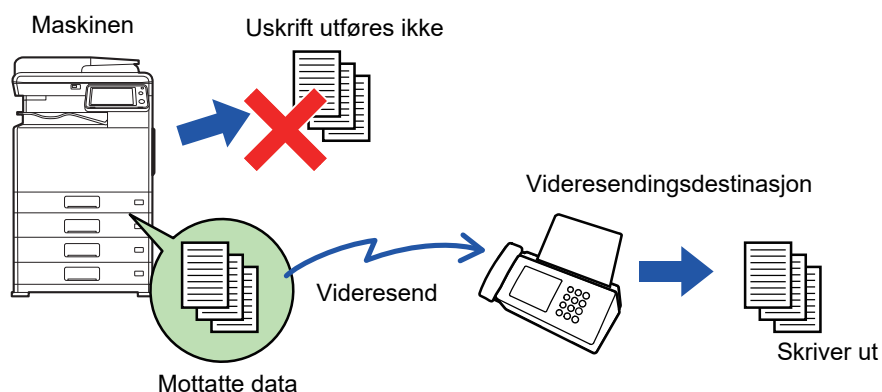 Maskinen
Uskrift utføres ikke
Videresendingsdestinasjon
Videresend
Skriver ut
Mottatte data